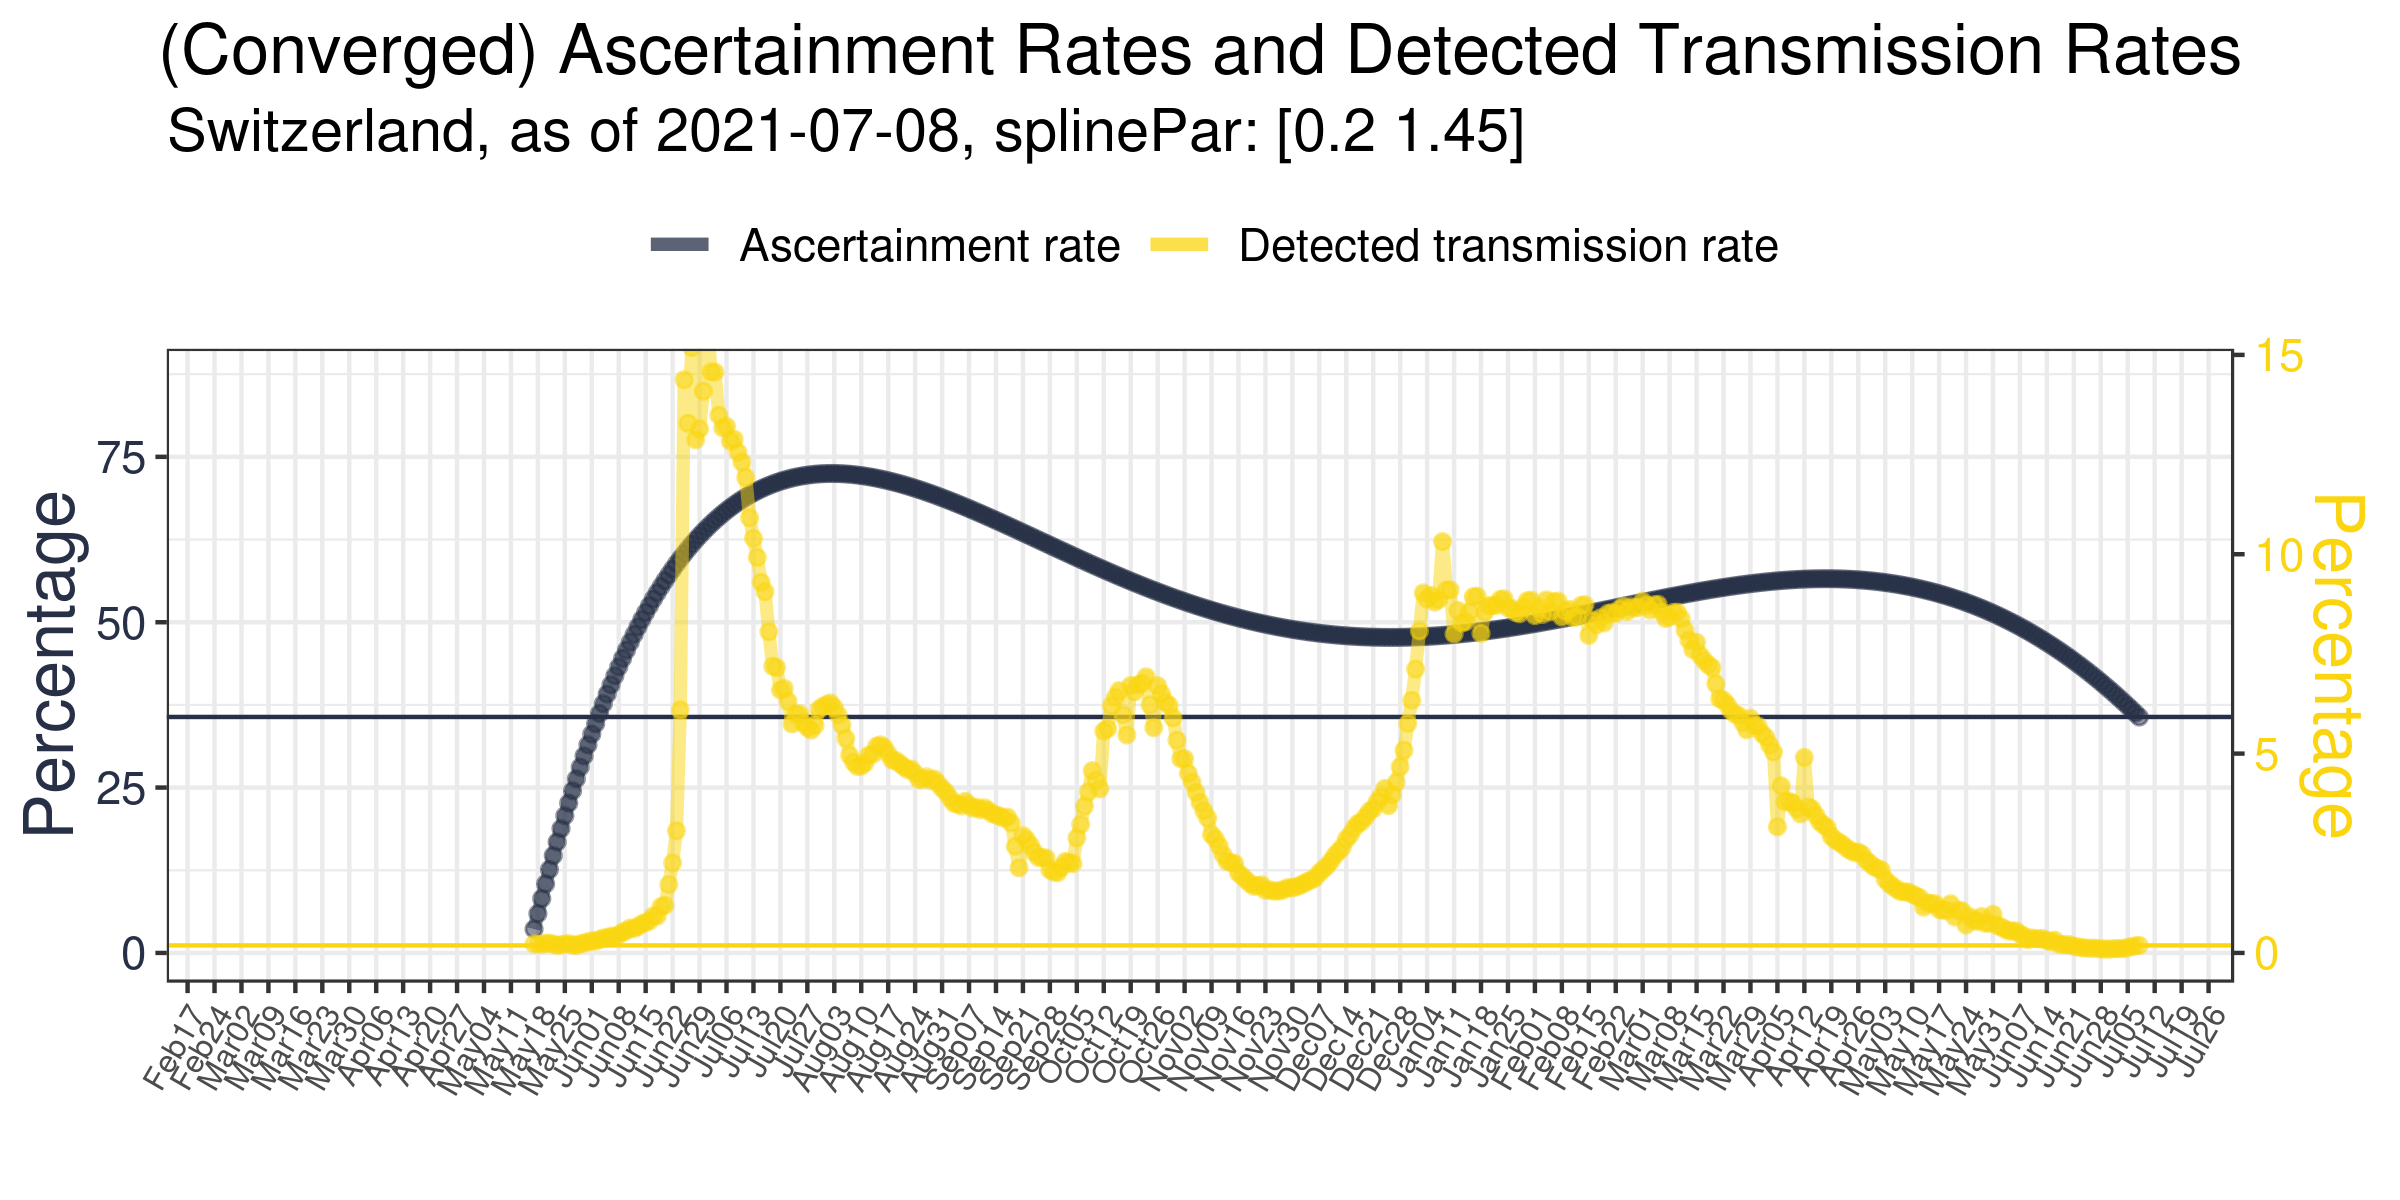 (Converged) Ascertainment Rates and Detected Transmission Rates
Switzerland, as of 2021-07-08, splinePar: [0.2 1.45]
Ascertainment rate
Detected transmission rate
Percentage
75
50
25
0
15
10
5
0
Percentage
Feb17
Feb24
Mar02
Mar09
Mar16
Mar23
Mar30
Apr06
Apr13
Apr20
Apr27
May04
May11
May18
May25
Jun01
Jun08
Jun15
Jun22
Jun29
Jul06
Jul13
Jul20
Jul27
Aug03
Aug10
Aug17
Aug24
Aug31
Sep07
Sep14
Sep21
Sep28
Oct05
Oct12
Oct19
Oct26
Nov02
Nov09
Nov16
Nov23
Nov30
Dec07
Dec14
Dec21
Dec28
Jan04
Jan11
Jan18
Jan25
Feb01
Feb08
Feb15
Feb22
Mar01
Mar08
Mar15
Mar22
Mar29
Apr05
Apr12
Apr19
Apr26
May03
May10
May17
May24
May31
Jun07
Jun14
Jun21
Jun28
Jul05
Jul12
Jul19
Jul26